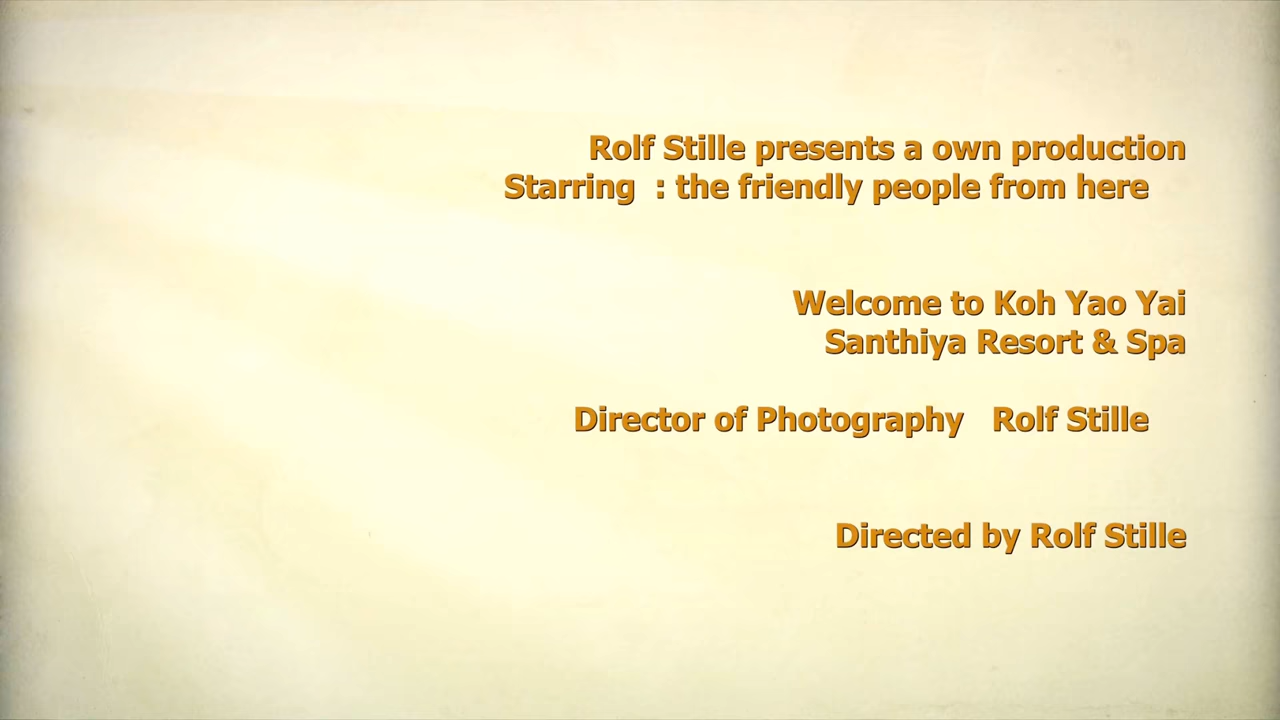 Rolf Stille presents a own production
Starring  : the friendly people from here
Welcome to Koh Yao Yai
Santhiya Resort & Spa
Director of Photography   Rolf Stille
Directed by Rolf Stille